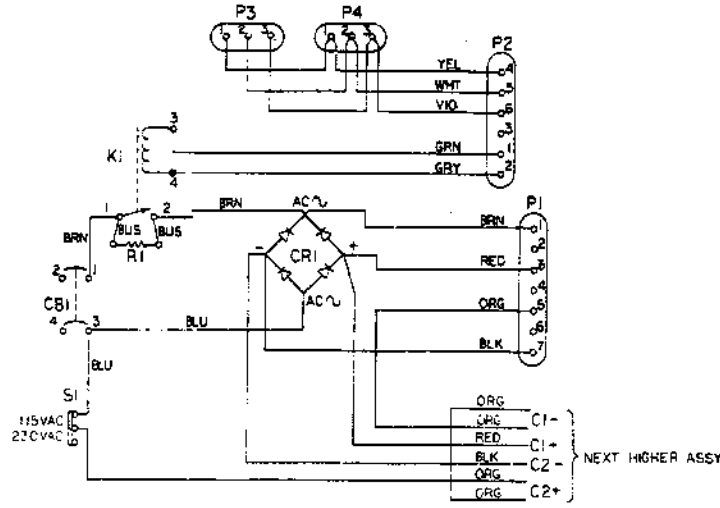 P3 P4
P2
1 2 3 1 2 3
YEL 4
WHT 5
VIO 6
3
GRN 1
GRY 2
K1
3
4
1 2
BRN
AC
P1
BUS BUS
R1
BRN
BRN 1
2
RED 3
4
ORG 5
6
BLK 7
- CR1 +
AC
2 1
CB1
4 3
BLU
BLU
S1
115VAC
230VAC
ORG
ORG C1-
RED C1+
BLK C2-
ORG
ORG C2+
NEXT HIGHER ASSY